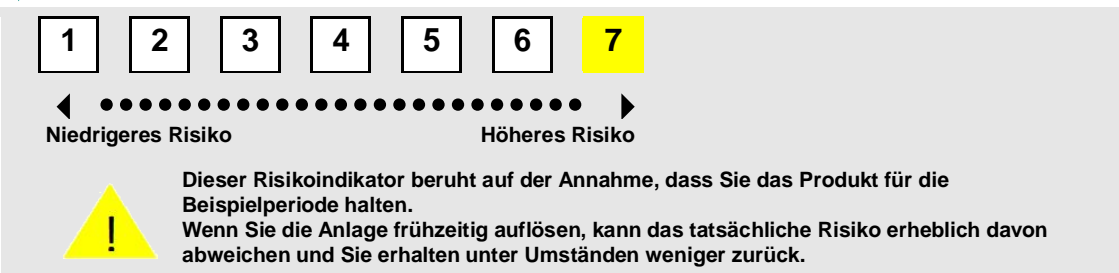 1 2 3 4 5 6 7
Niedrigeres Risiko Höheres Risiko
Dieser Risikoindikator beruht auf der Annahme, dass Sie das Produkt für die
Beispielperiode halten.
Wenn Sie die Anlage frühzeitig auflösen, kann das tatsächliche Risiko erheblich davon
abweichen und Sie erhalten unter Umständen weniger zurück.
!